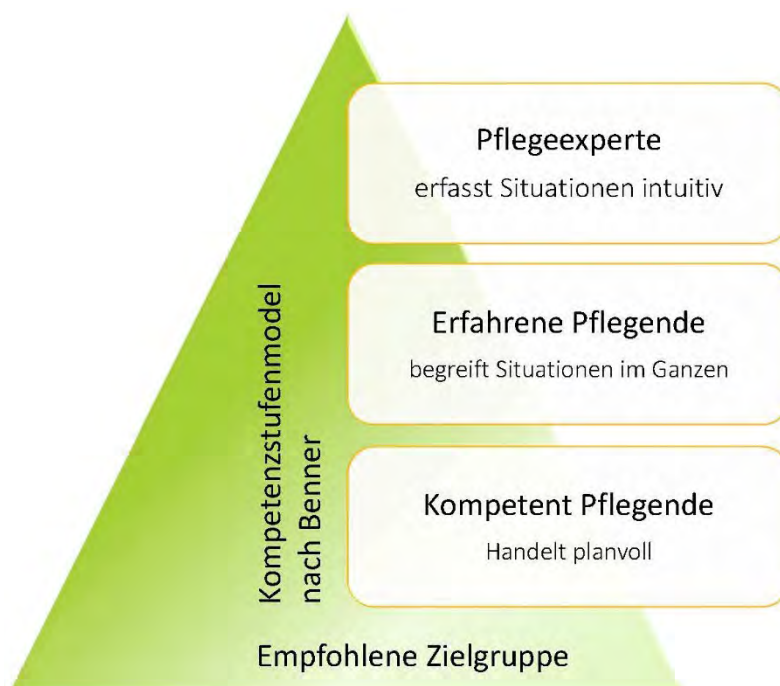 Pflegeexperte
erfasst Situationen intuitiv
Erfahrene Pflegende
begreift Situationen im Ganzen
Kompetent Pflegende
Handelt planvoll
Kompetenzstufenmodel
nach Benner
Empfohlene Zielgruppe